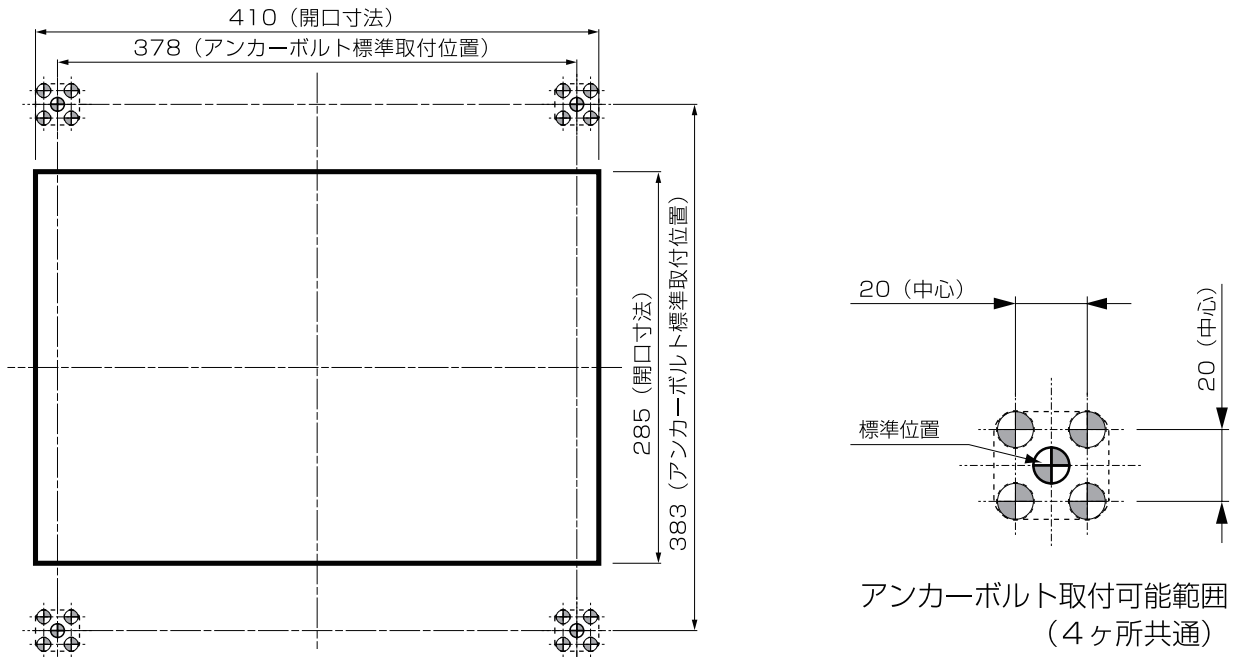 410（開口寸法）
378（アンカーボルト標準取付位置）
285（開口寸法）
383（アンカーボルト標準取付位置）
20（中心）
20（中心）
標準位置
アンカーボルト取付可能範囲
（4ヶ所共通）